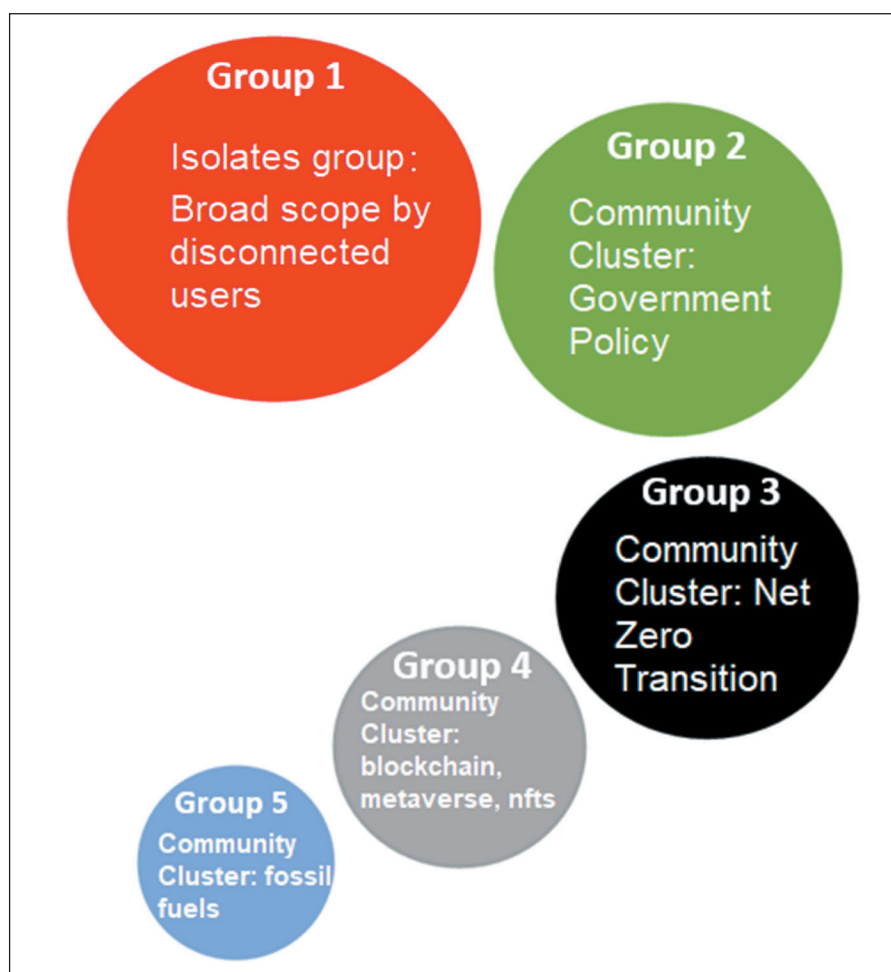 Group 1
Isolates group:
Broad scope by
disconnected
users
Group 2
Community
Cluster:
Government
Policy
Group 3
Community
Cluster: Net
Zero
Transition
Group 4
Community
Cluster:
blockchain,
metaverse, nfts
Group 5
Community
Cluster: fossil
fuels